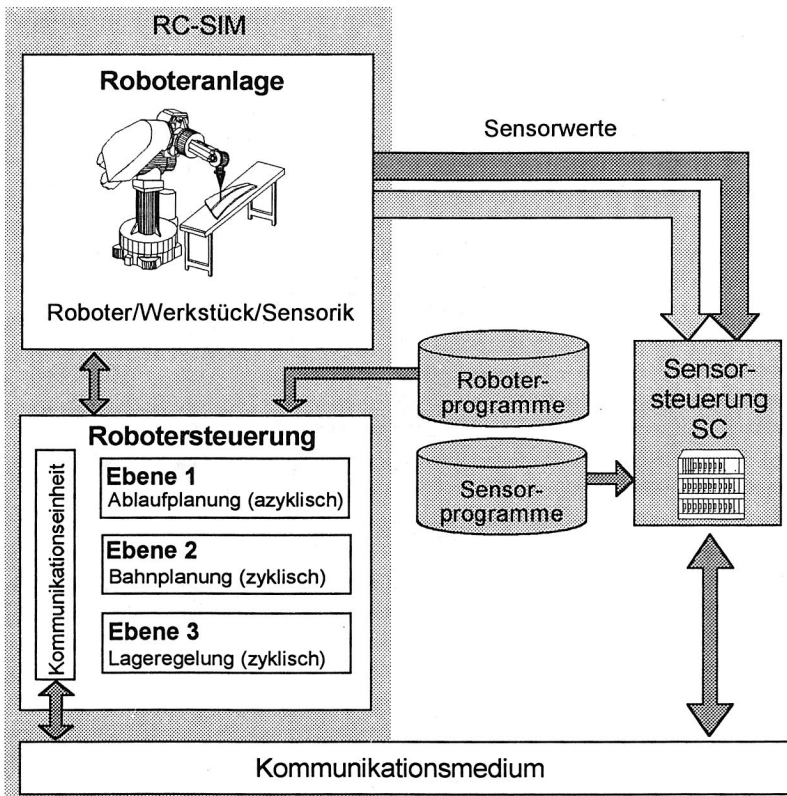 RC-SIM
Roboteranlage
Roboter/Werkstück/Sensorik
Sensorwerte
Roboter-
programme
Sensor-
programme
Sensor-
steuerung
SC
Robotersteuerung
Kommunikationseinheit
Ebene 1
Ablaufplanung (azyklisch)
Ebene 2
Bahnplanung (zyklisch)
Ebene 3
Lageregelung (zyklisch)
Kommunikationsmedium